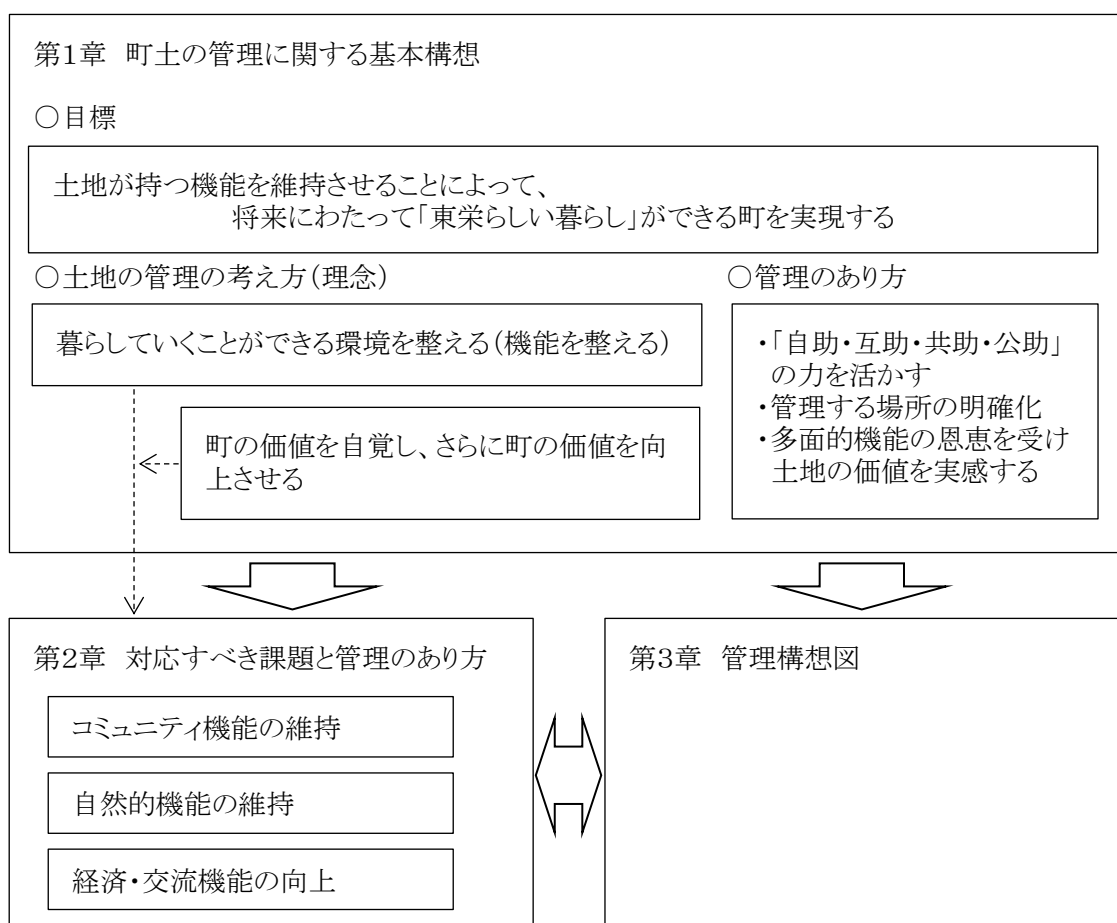 第1章 町土の管理に関する基本構想
○目標
土地が持つ機能を維持させることによって、
将来にわたって「東栄らしい暮らし」ができる町を実現する
○土地の管理の考え方(理念)
暮らしていくことができる環境を整える(機能を整える)
町の価値を自覚し、さらに町の価値を向
上させる
○管理のあり方
・「自助・互助・共助・公助」
の力を活かす
・管理する場所の明確化
・多面的機能の恩恵を受け
土地の価値を実感する
第2章 対応すべき課題と管理のあり方
コミュニティ機能の維持
自然的機能の維持
経済・交流機能の向上
第3章 管理構想図